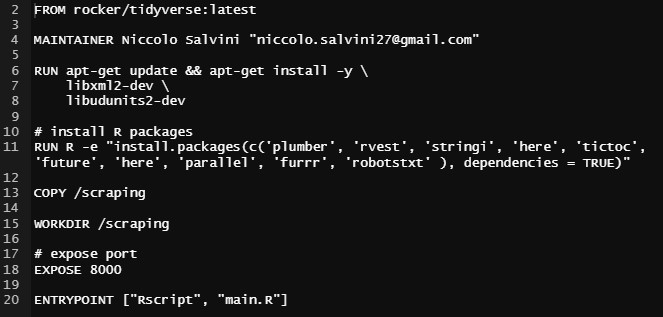 2 FROM rocker/tidyverse:latest
3
4 MAINTAINER Niccolo Salvini "niccolo.salvini27@gmail.com"
5
6 RUN apt-get update && apt-get install -y \
7     libxml2-dev \
8     libudunits2-dev
9
10 # install R packages
11 RUN R -e "install.packages(c('plumber', 'rvest', 'stringi', 'here', 'tictoc',
'future', 'here', 'parallel', 'furrr', 'robotstxt' ), dependencies = TRUE)"
12
13 COPY /scraping
14
15 WORKDIR /scraping
16
17 # expose port
18 EXPOSE 8000
19
20 ENTRYPOINT ["Rscript", "main.R"]